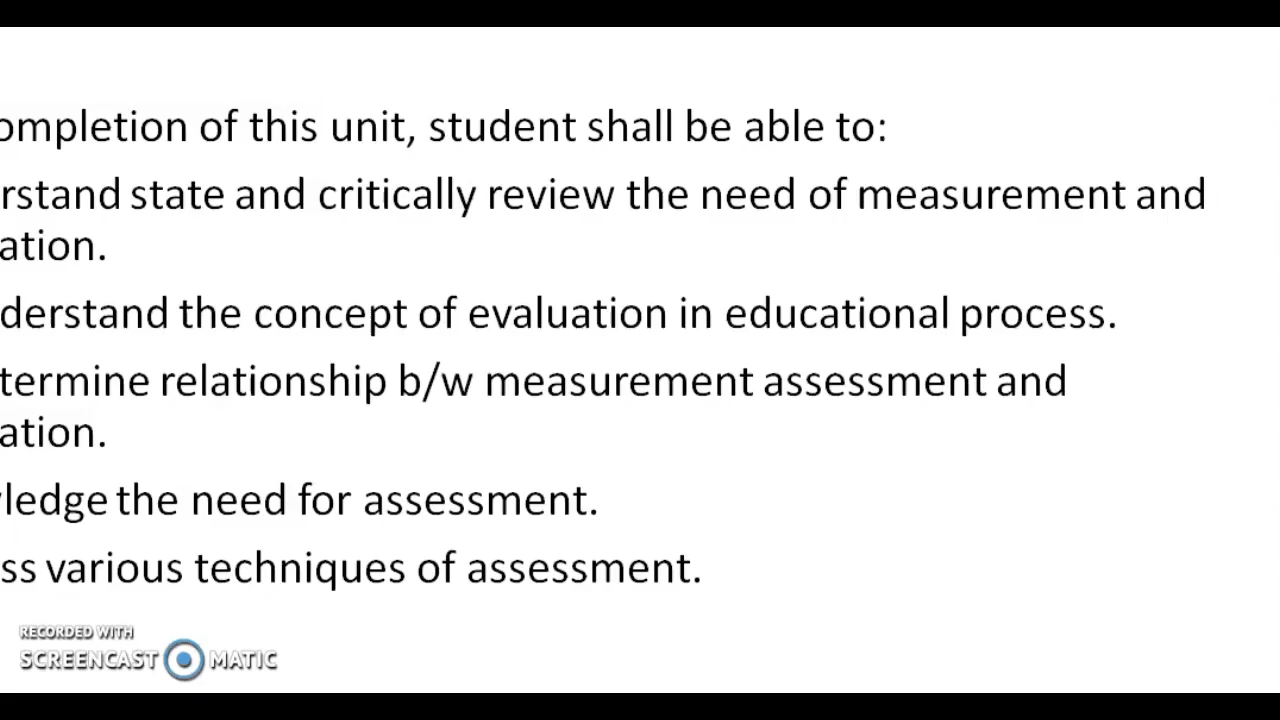 ompletion of this unit, student shall be able to:
rstand state and critically review the need of measurement and
ation.
derstand the concept of evaluation in educational process.
termine relationship b/w measurement assessment and
ation.
ledge the need for assessment.
ss various techniques of assessment.
RECORDED WITH
SCREENCAST MATIC